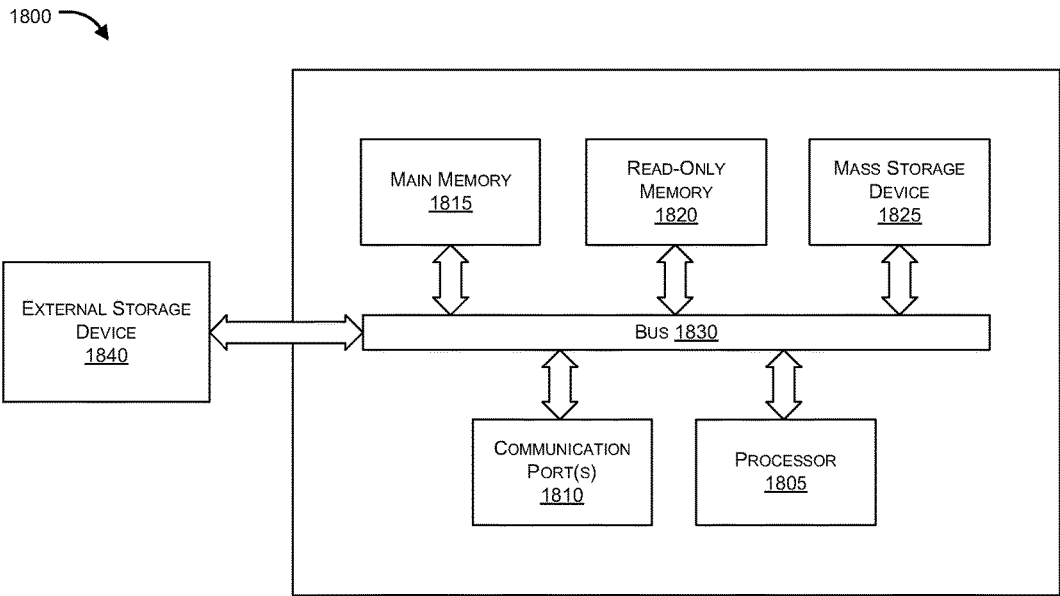 1800
MAIN MEMORY
1815
READ-ONLY
MEMORY
1820
MASS STORAGE
DEVICE
1825
EXTERNAL STORAGE
DEVICE
1840
BUS 1830
COMMUNICATION
PORT(S)
1810
PROCESSOR
1805